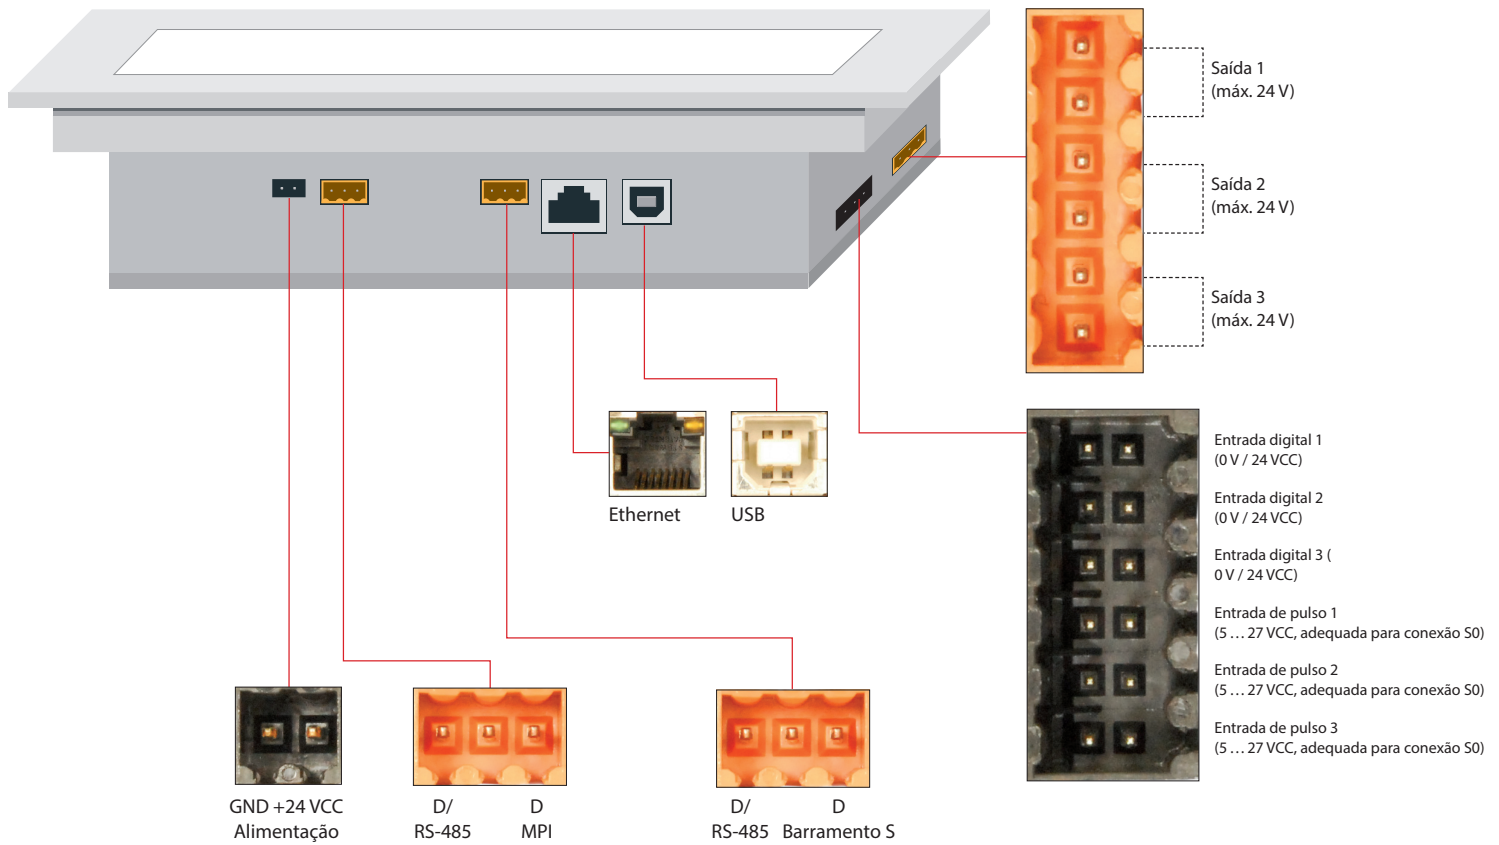 Saída 1
(máx. 24 V)
Saída 2
(máx. 24 V)
Saída 3
(máx. 24 V)
Entrada digital 1
(0 V / 24 VCC)
Entrada digital 2
(0 V / 24 VCC)
Entrada digital 3 (
0 V / 24 VCC)
Entrada de pulso 1
(5 … 27 VCC, adequada para conexão S0)
Entrada de pulso 2
(5 … 27 VCC, adequada para conexão S0)
Entrada de pulso 3
(5 … 27 VCC, adequada para conexão S0)
Ethernet
USB
GND +24 VCC
Alimentação
D/ D
RS-485 MPI
D/ D
RS-485 Barramento S